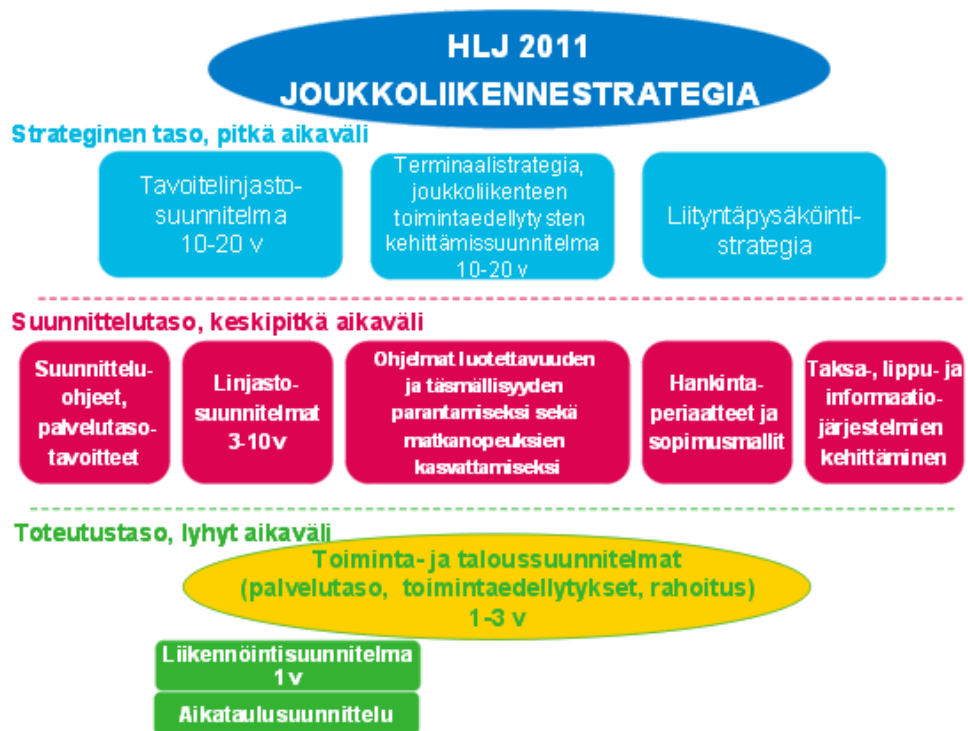 HLJ 2011
JOUKKOLIIKENNESTRATEGIA
Strateginen taso, pitkä aikaväli
Tavoitelinjasto-
suunnitelma
10-20 v
Terminaalistrategia,
joukkoliikenteen
toimintaedellytysten
kehittämissuunnitelma
10-20 v
Liityntäpysäköinti-
strategia
Suunnittelutaso, keskipitkä aikaväli
Suunnittelu-
ohjeet,
palvelutaso-
tavoitteet
Linjasto-
suunnitelmat
3-10 v
Ohjelmat luotettavuuden
ja täsmällisyyden
parantamiseksi sekä
matkanopeuksien
kasvattamiseksi
Hankinta-
periaatteet ja
sopimusmallit
Taksa-, lippu- ja
informaatio-
järjestelmien
kehittäminen
Toteutustaso, lyhyt aikaväli
Toiminta- ja taloussuunnitelmat
(palvelutaso, toimintaedellytykset, rahoitus)
1-3 v
Liikennöintisuunnitelma
1 v
Aikataulusuunnittelu